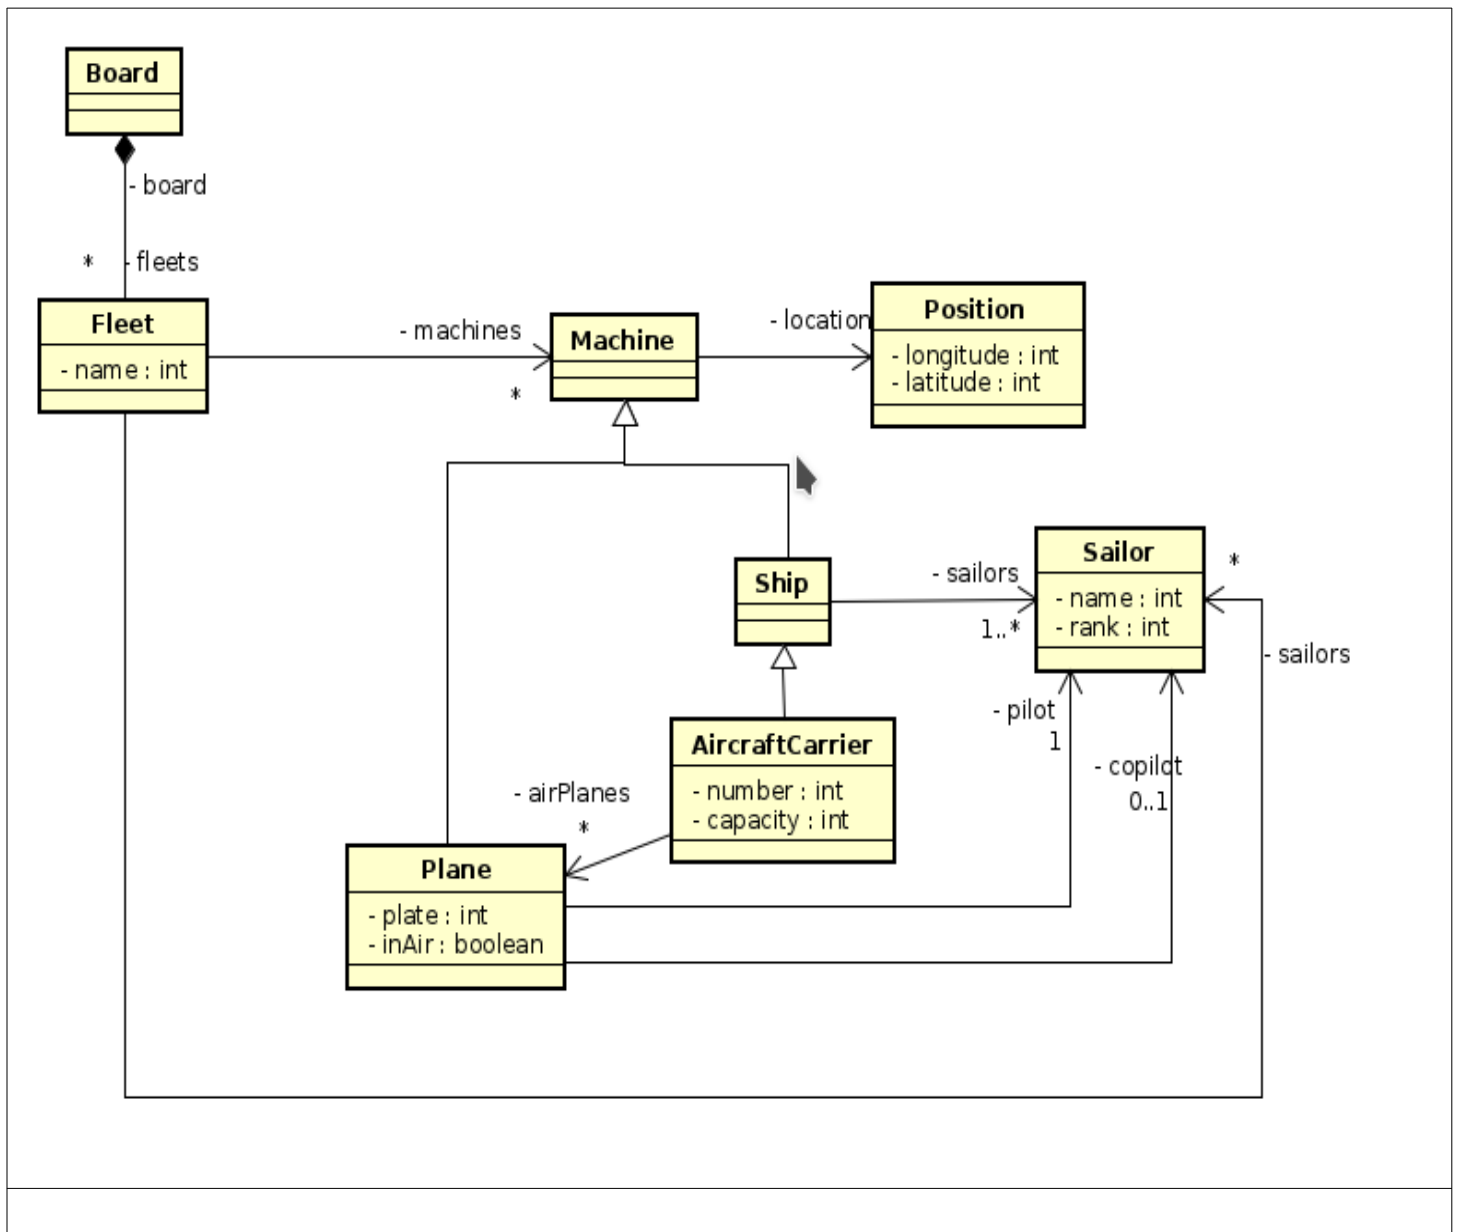 Board
- board
* - fleets
Fleet
- name : int
- machines
*
Machine
- location
Position
- longitude : int
- latitude : int
Ship
- sailors
1..*
Sailor
- name : int
- rank : int
*
- sailors
- pilot
1
- copilot
0..1
AircraftCarrier
- number : int
- capacity : int
- airPlanes
*
Plane
- plate : int
- inAir : boolean